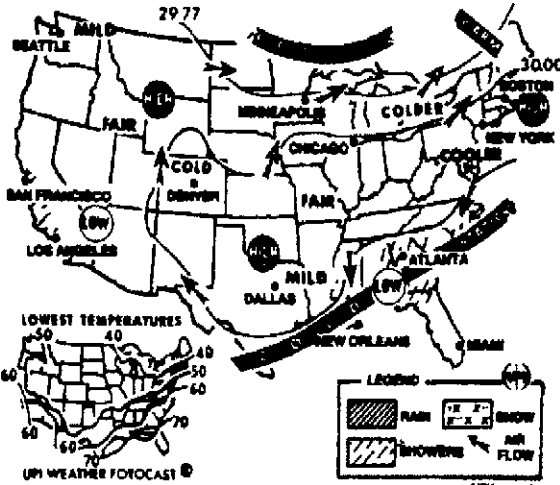 29.77
SEATTLE
MILD
30.00
BOSTON
HIGH
HIGH
MINNEAPOLIS
COLDER
NEW YORK
FAIR
CHICAGO
COOLER
COLD
DENVER
SAN FRANCISCO
FAIR
LOW
LOS ANGELES
HIGH
MILD
ATLANTA
DALLAS
LOW
NEW ORLEANS
MIAMI
LOWEST TEMPERATURES
50 40
40
60
50
60
60
60
70
70
UPI WEATHER FOTOCAST ©
LEGEND
RAIN
SNOW
SHOWERS
AIR
FLOW